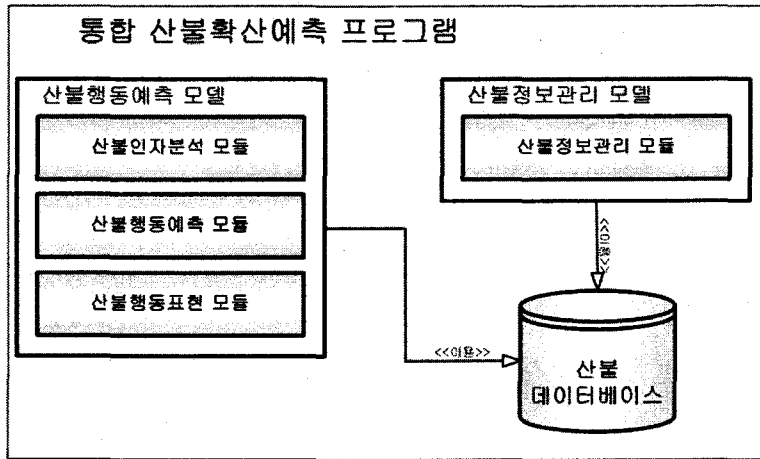 통합 산불확산예측 프로그램
산불행동예측 모델
산불인자분석 모듈
산불행동예측 모듈
산불행동표현 모듈
산불정보관리 모델
산불정보관리 모듈
<<이용>>
<<이용>>
산불
데이터베이스